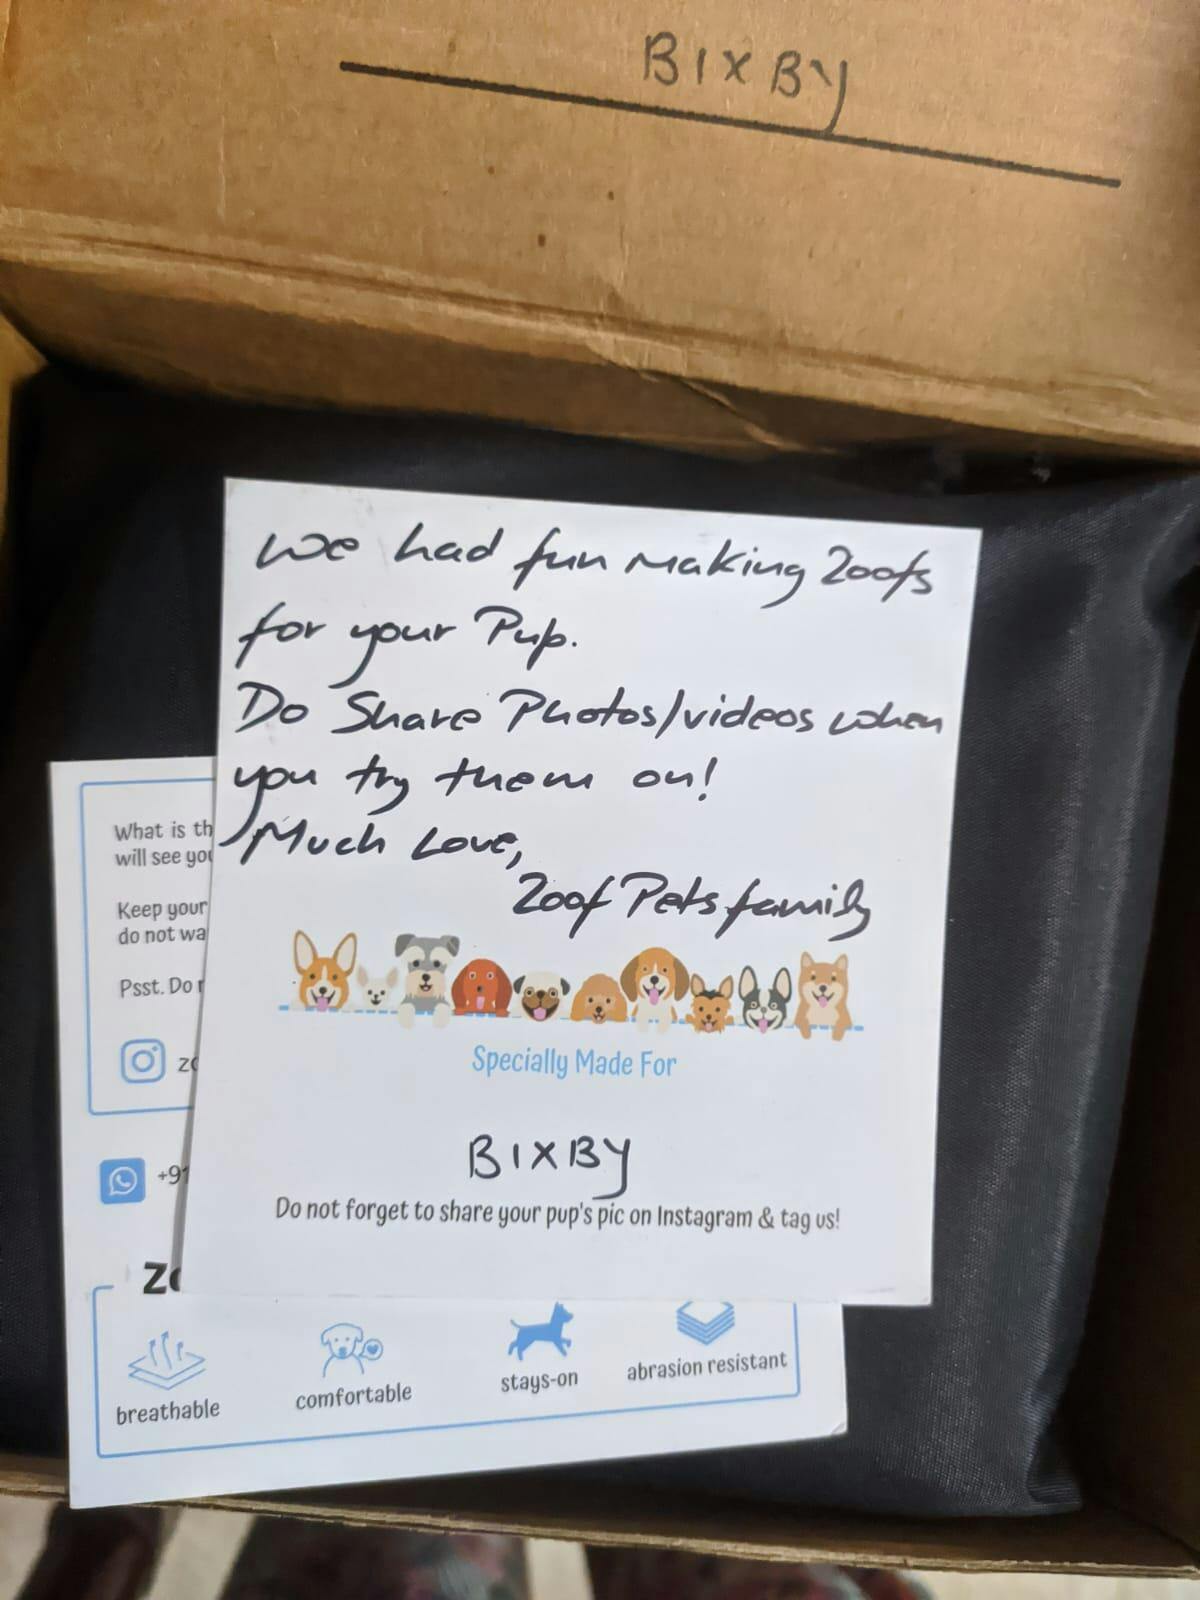 BIXBY
We had fun making Zoofs
for your Pup.
Do Share Photos/videos when
you try them on!
Much Love,
Zoof Pets family
Specially Made For
BIXBY
Do not forget to share your pup's pic on Instagram & tag us!
What is th
will see you
Keep your
do not wa
Psst. Do
zo
+91
Zo
breathable
comfortable
stays-on
abrasion resistant